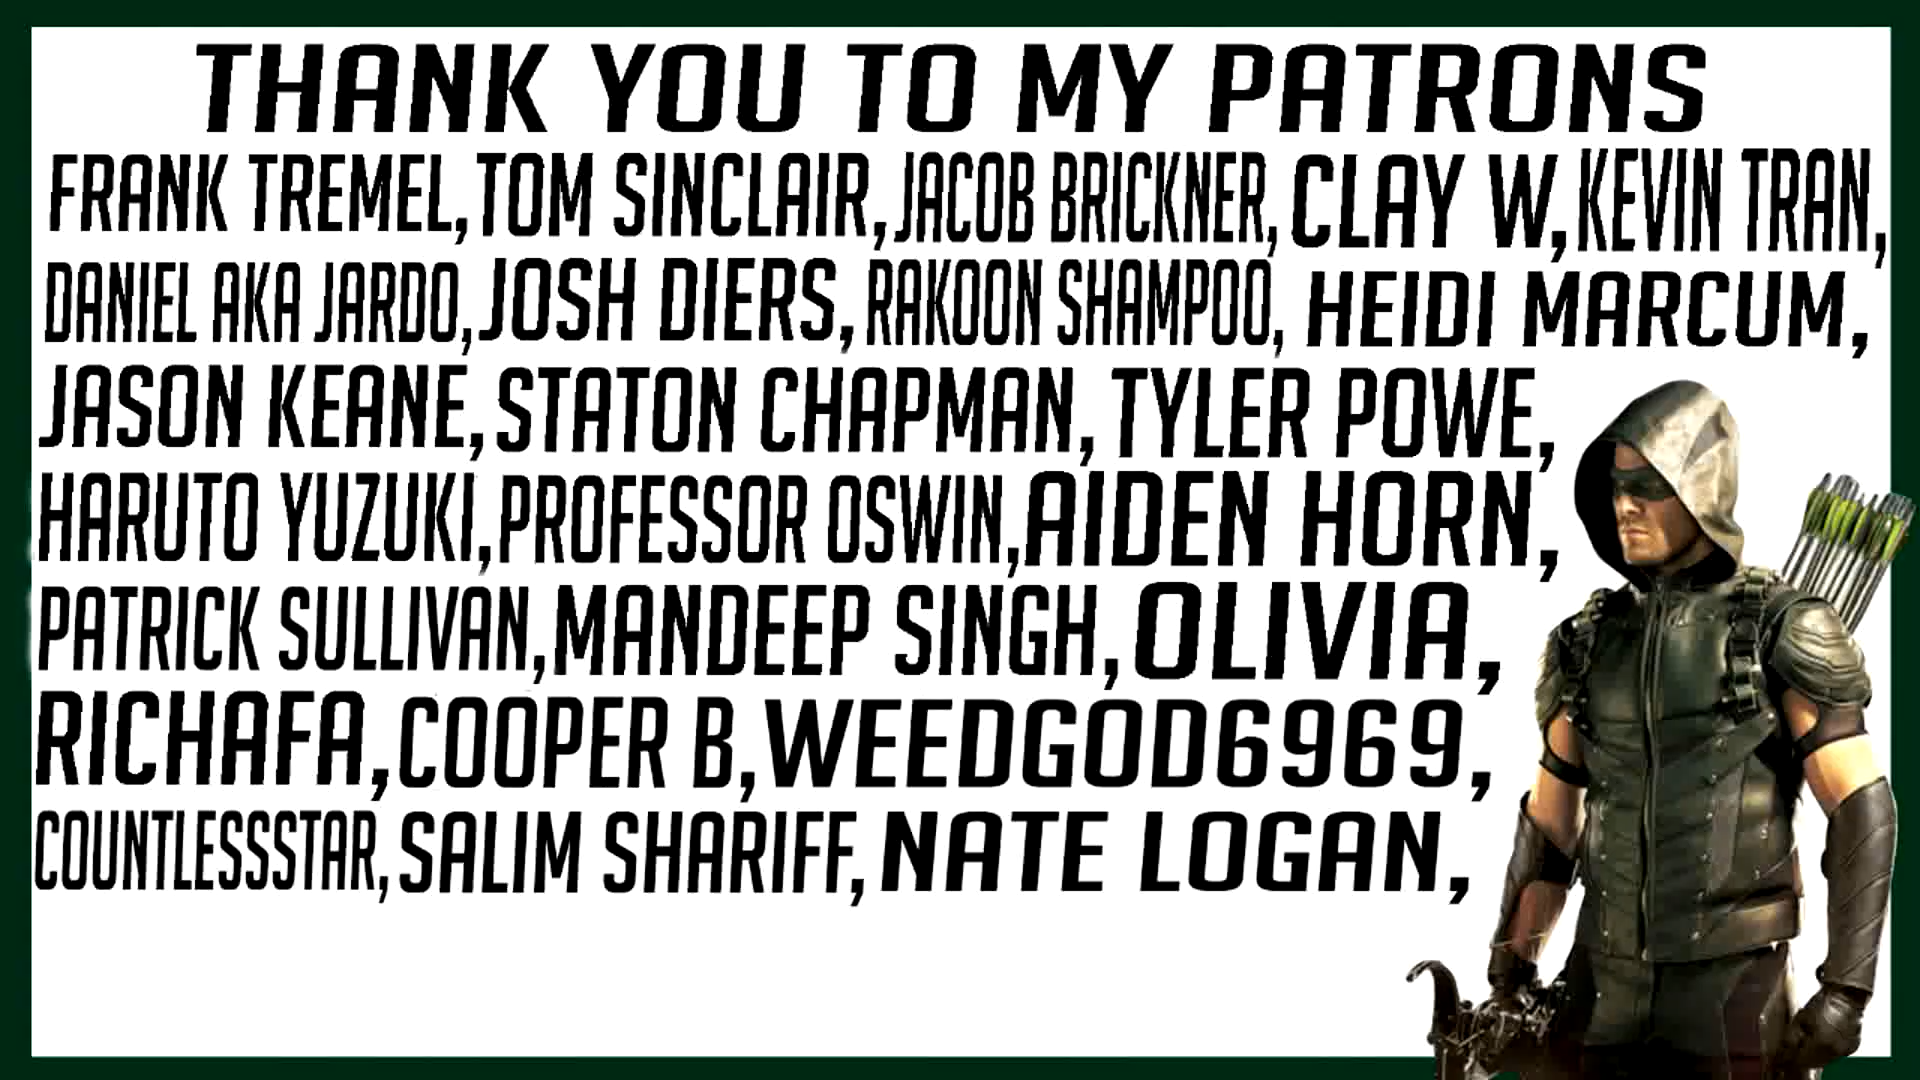 THANK YOU TO MY PATRONS
FRANK TREMEL, TOM SINCLAIR, JACOB BRICKNER, CLAY W, KEVIN TRAN,
DANIEL AKA JARDO, JOSH DIERS, RAKOON SHAMPOO, HEIDI MARCUM,
JASON KEANE, STATON CHAPMAN, TYLER POWE,
HARUTO YUZUKI, PROFESSOR OSWIN, AIDEN HORN,
PATRICK SULLIVAN, MANDEEP SINGH, OLIVIA,
RICHAFA, COOPER B, WEEDGOD6969,
COUNTLESSSTAR, SALIM SHARIFF, NATE LOGAN,